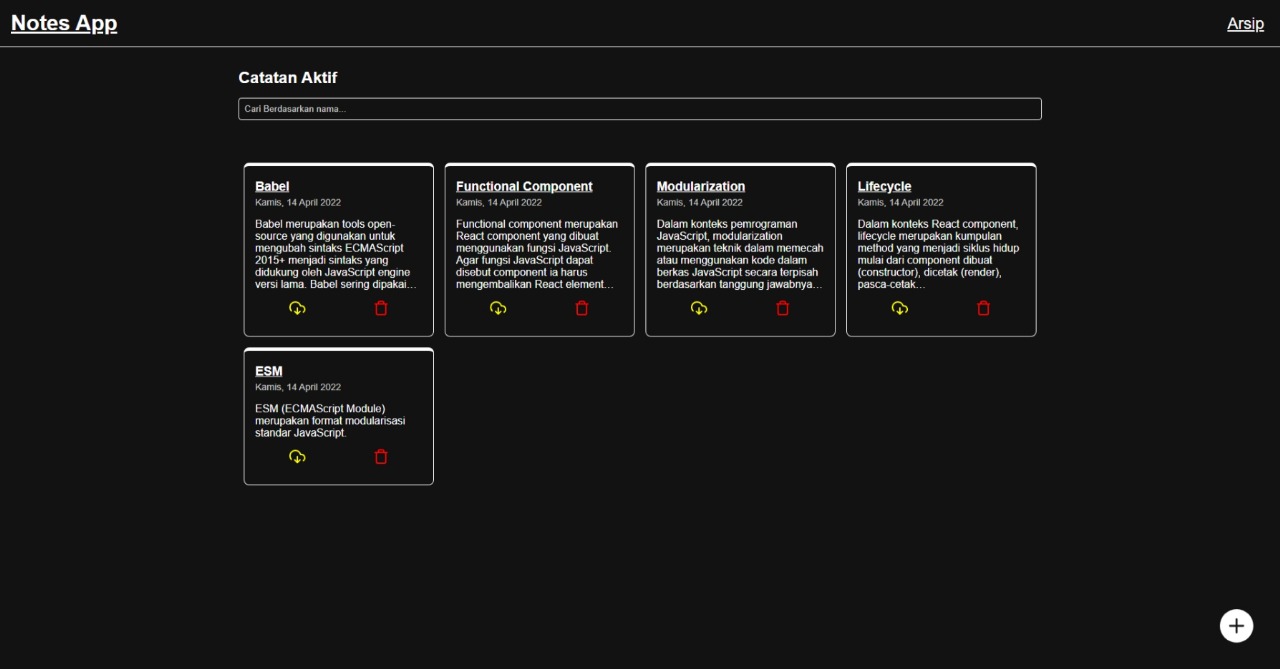 Notes App
Arsip
Catatan Aktif
Cari Berdasarkan nama...
Babel
Kamis, 14 April 2022
Babel merupakan tools open-
source yang digunakan untuk
mengubah sintaks ECMAScript
2015+ menjadi sintaks yang
didukung oleh JavaScript engine
versi lama. Babel sering dipakai…
Functional Component
Kamis, 14 April 2022
Functional component merupakan
React component yang dibuat
menggunakan fungsi JavaScript.
Agar fungsi JavaScript dapat
disebut component ia harus
mengembalikan React element…
Modularization
Kamis, 14 April 2022
Dalam konteks pemrograman
JavaScript, modularization
merupakan teknik dalam memecah
atau menggunakan kode dalam
berkas JavaScript secara terpisah
berdasarkan tanggung jawabnya…
Lifecycle
Kamis, 14 April 2022
Dalam konteks React component,
lifecycle merupakan kumpulan
method yang menjadi siklus hidup
mulai dari component dibuat
(constructor), dicetak (render),
pasca-cetak…
ESM
Kamis, 14 April 2022
ESM (ECMAScript Module)
merupakan format modularisasi
standar JavaScript.